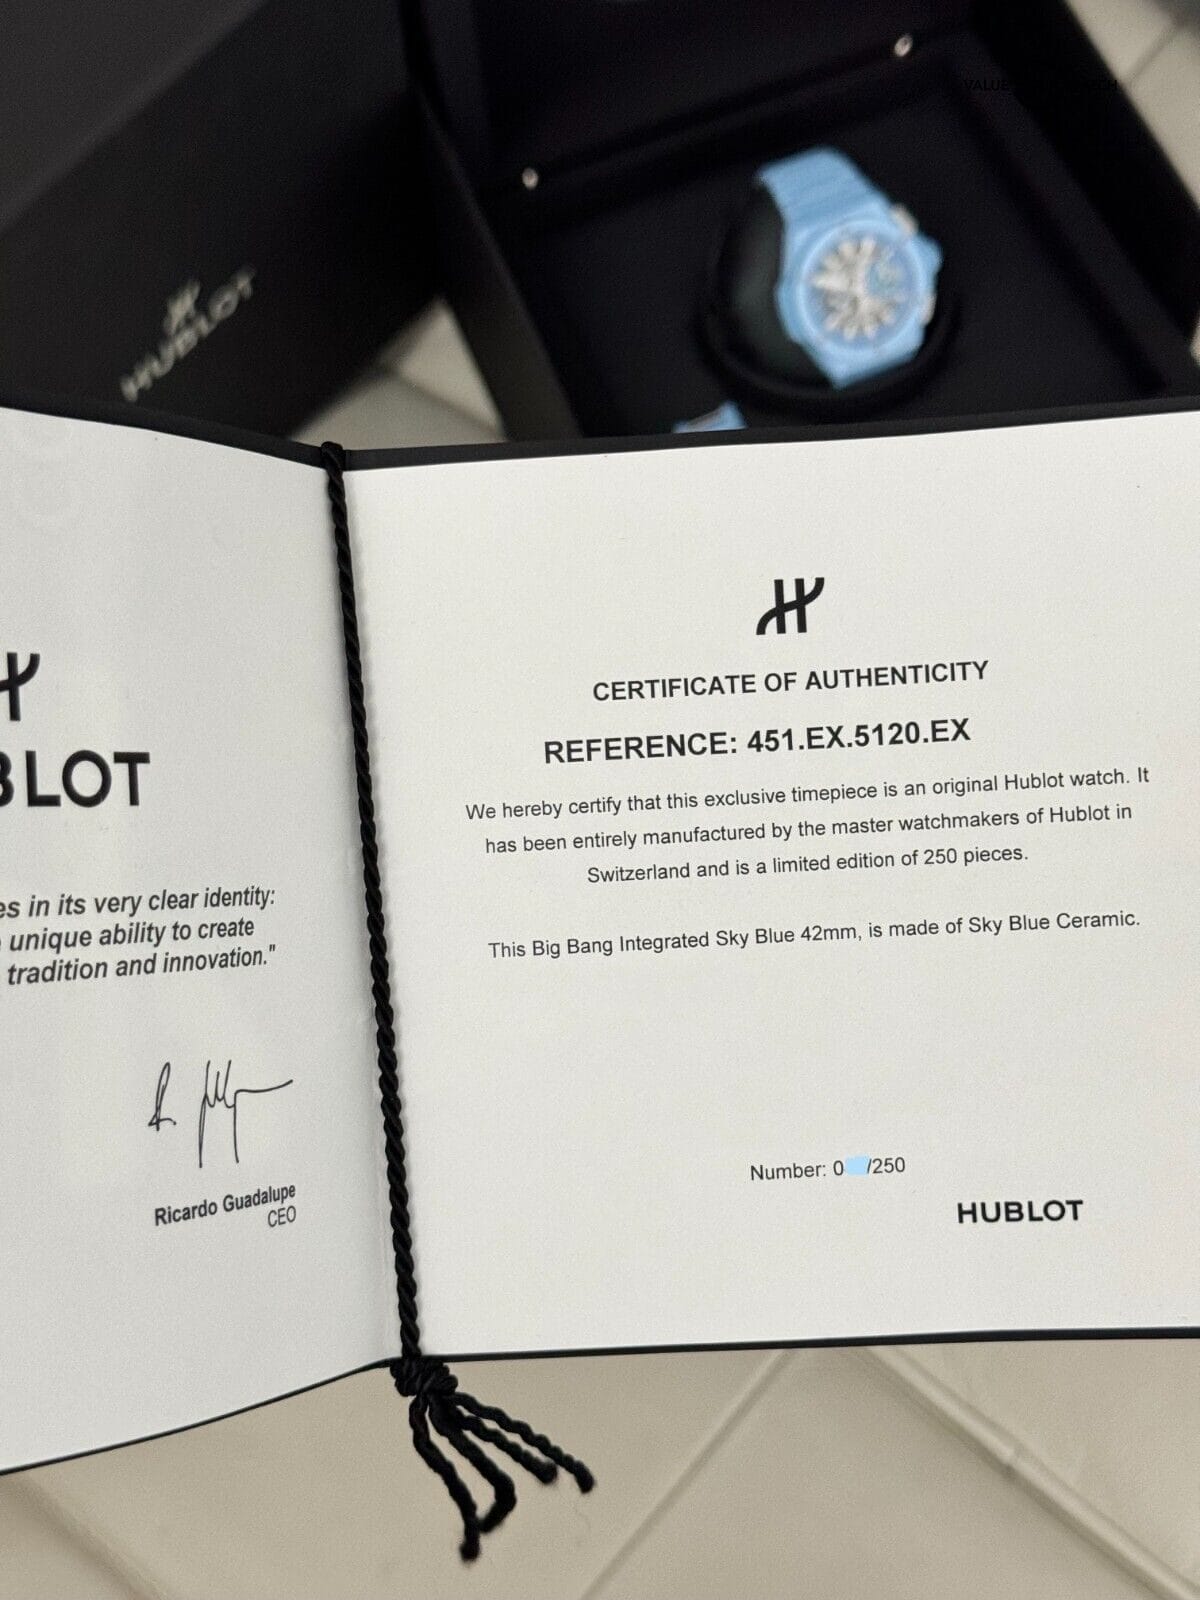 VALUE
HUBLOT
BLOT
es in its very clear identity:
unique ability to create
tradition and innovation."
Ricardo Guadalupe
CEO
CERTIFICATE OF AUTHENTICITY
REFERENCE: 451.EX.5120.EX
We hereby certify that this exclusive timepiece is an original Hublot watch. It
has been entirely manufactured by the master watchmakers of Hublot in
Switzerland and is a limited edition of 250 pieces.
This Big Bang Integrated Sky Blue 42mm, is made of Sky Blue Ceramic.
Number: 0 /250
HUBLOT